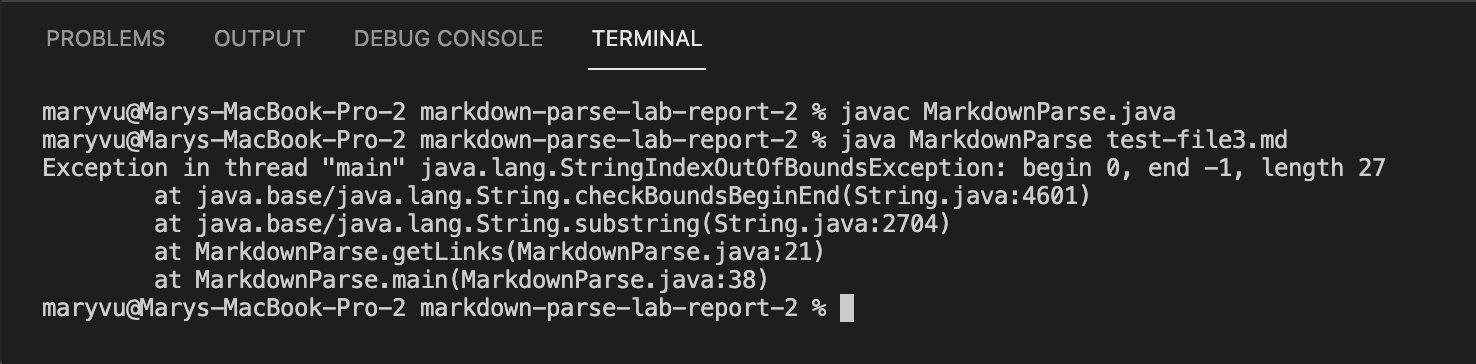 PROBLEMS OUTPUT DEBUG CONSOLE TERMINAL
maryvu@Marys-MacBook-Pro-2 markdown-parse-lab-report-2 % javac MarkdownParse.java
maryvu@Marys-MacBook-Pro-2 markdown-parse-lab-report-2 % java MarkdownParse test-file3.md
Exception in thread "main" java.lang.StringIndexOutOfBoundsException: begin 0, end -1, length 27
        at java.base/java.lang.String.checkBoundsBeginEnd(String.java:4601)
        at java.base/java.lang.String.substring(String.java:2704)
        at MarkdownParse.getLinks(MarkdownParse.java:21)
        at MarkdownParse.main(MarkdownParse.java:38)
maryvu@Marys-MacBook-Pro-2 markdown-parse-lab-report-2 %